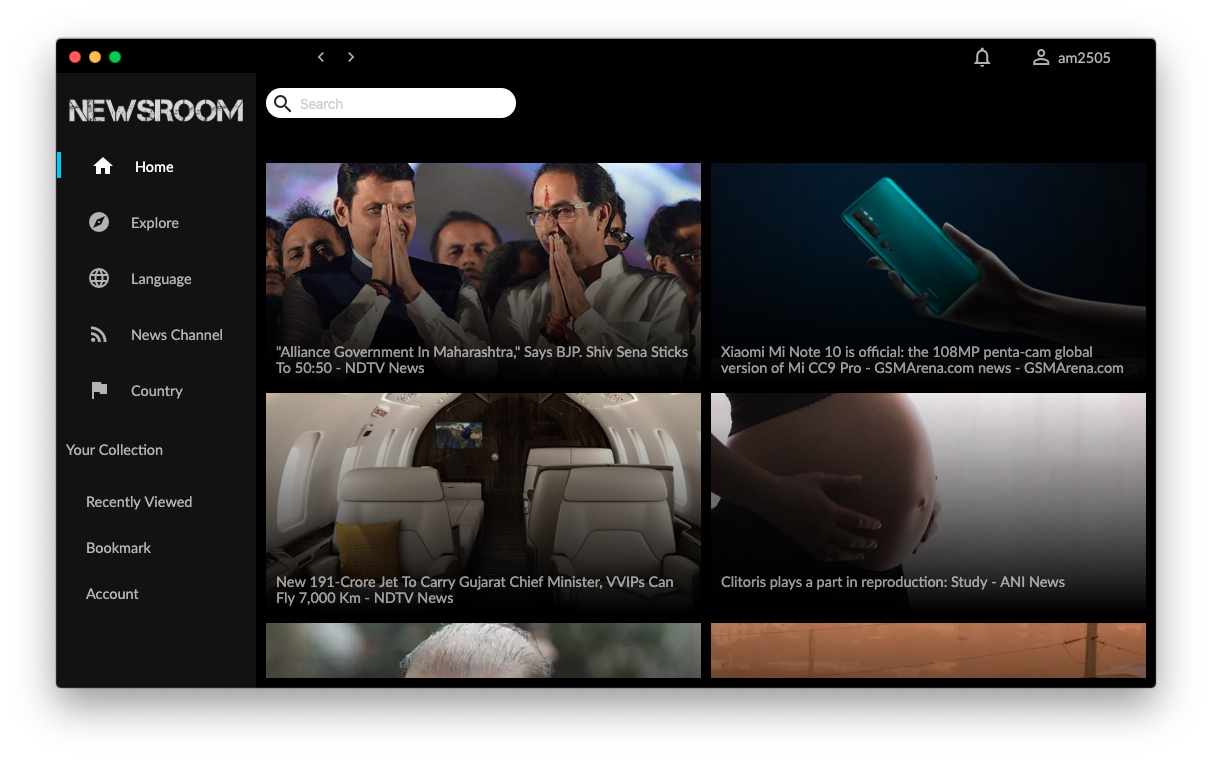 am2505
NEWSROOM
Search
Home
Explore
Language
News Channel
Country
Your Collection
Recently Viewed
Bookmark
Account
"Alliance Government In Maharashtra," Says BJP. Shiv Sena Sticks
To 50:50 - NDTV News
Xiaomi Mi Note 10 is official: the 108MP penta-cam global
version of Mi CC9 Pro - GSMArena.com news - GSMArena.com
New 191-Crore Jet To Carry Gujarat Chief Minister, VVIPs Can
Fly 7,000 Km - NDTV News
Clitoris plays a part in reproduction: Study - ANI News